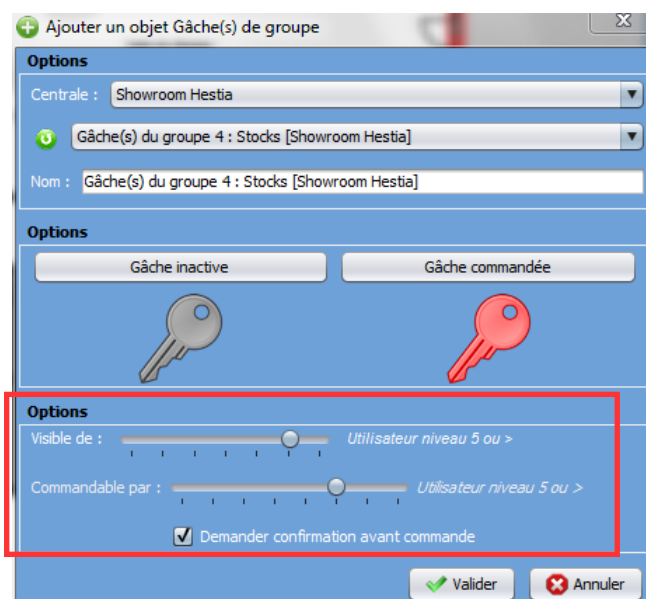 Ajouter un objet Gâche(s) de groupe
Options
Centrale : Showroom Hestia
Gâche(s) du groupe 4 : Stocks [Showroom Hestia]
Nom : Gâche(s) du groupe 4 : Stocks [Showroom Hestia]
Options
Gâche inactive Gâche commandée
Options
Visible de : Utilisateur niveau 5 ou >
Commandable par : Utilisateur niveau 5 ou >
Demander confirmation avant commande
Valider Annuler